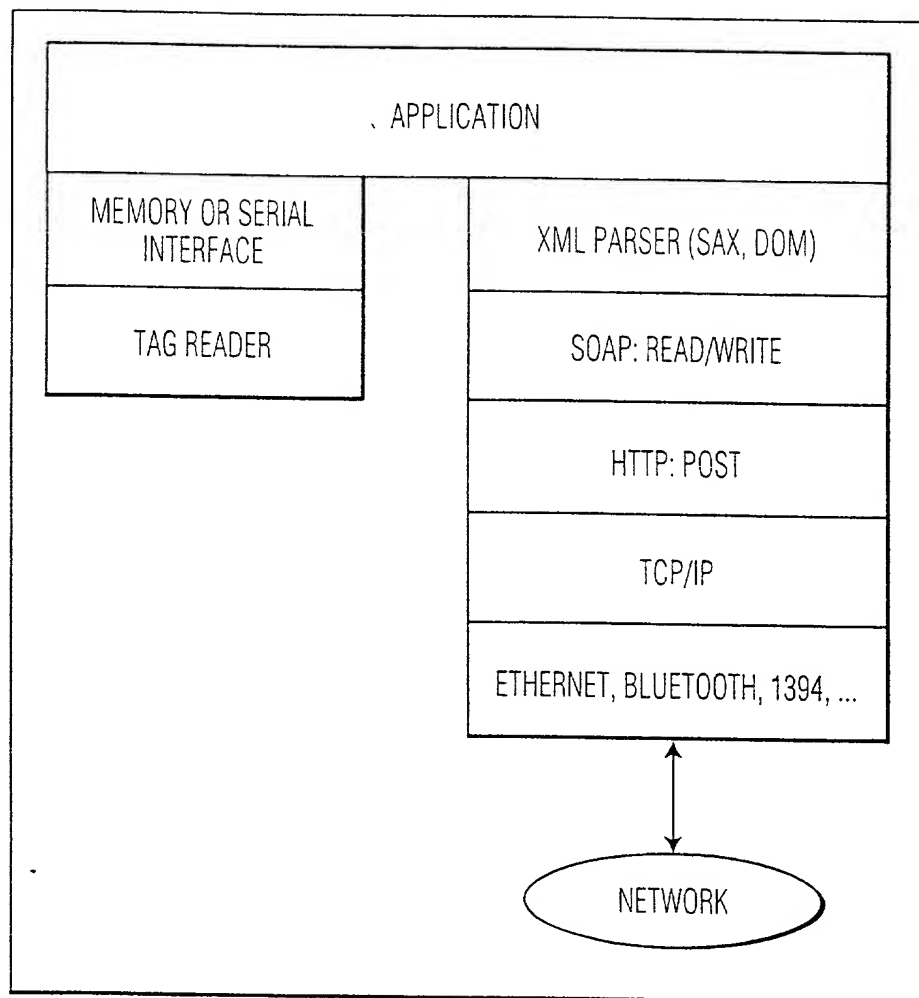 APPLICATION
MEMORY OR SERIAL
INTERFACE
TAG READER
XML PARSER (SAX, DOM)
SOAP: READ/WRITE
HTTP: POST
TCP/IP
ETHERNET, BLUETOOTH, 1394, ...
NETWORK